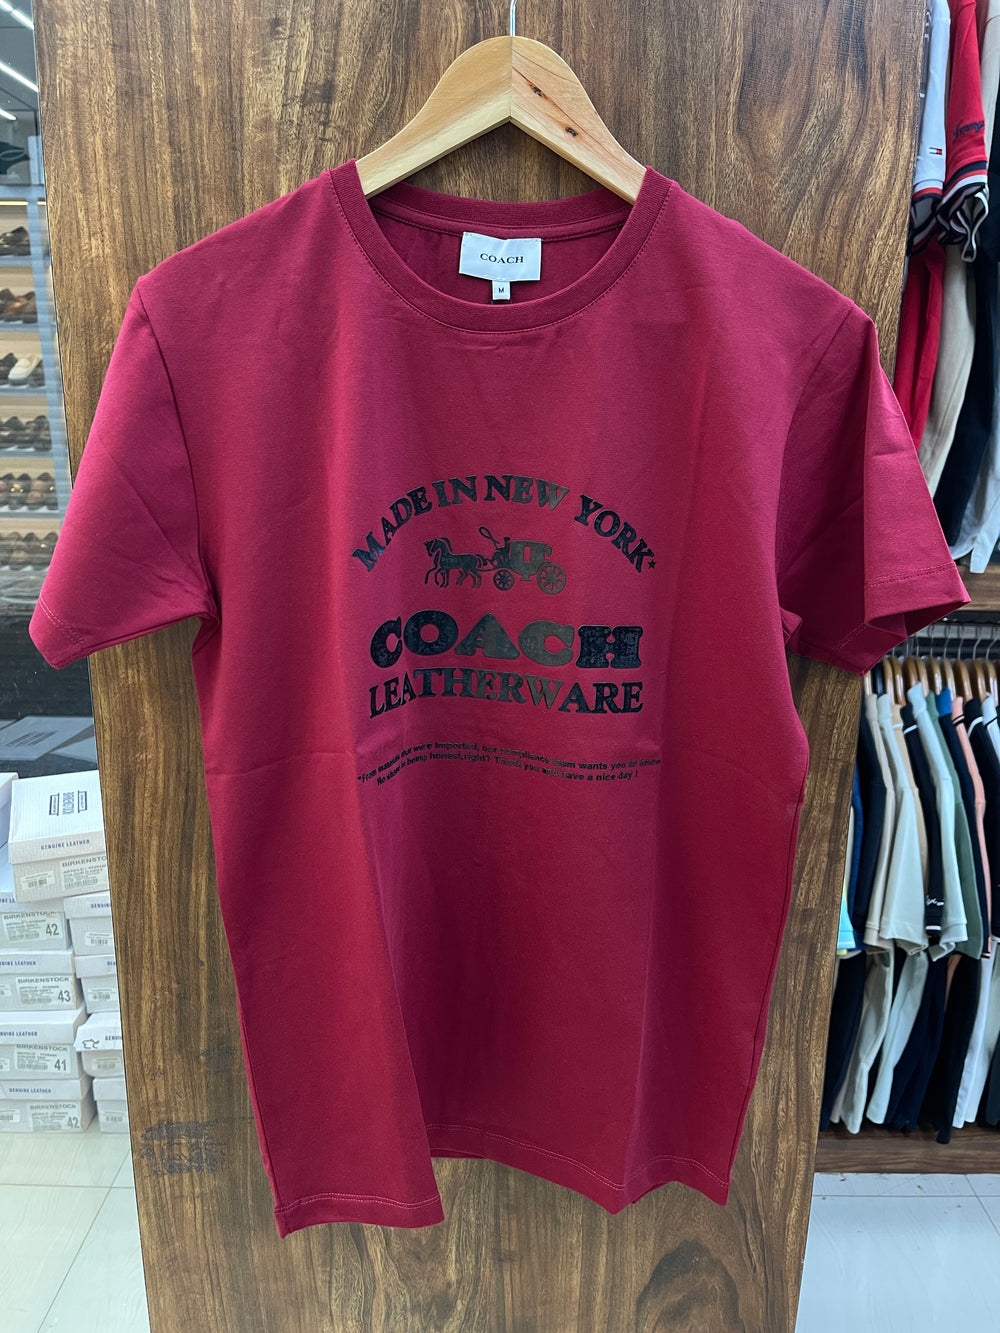 COACH
M
MADE IN NEW YORK*
COACH
LEATHERWARE
*From materials that were imported, our compliance team wants you to know
No shame in being honest,right? Thank you and have a nice day !
GENUINE LEATHER
BIRKENSTOCK
BIRKENSTOCK
42
BIRKENSTOCK
43
GENUINE LEATHER
BIRKENSTOCK
41
23
GENUINE LEATHER
BIRKENSTOCK
42